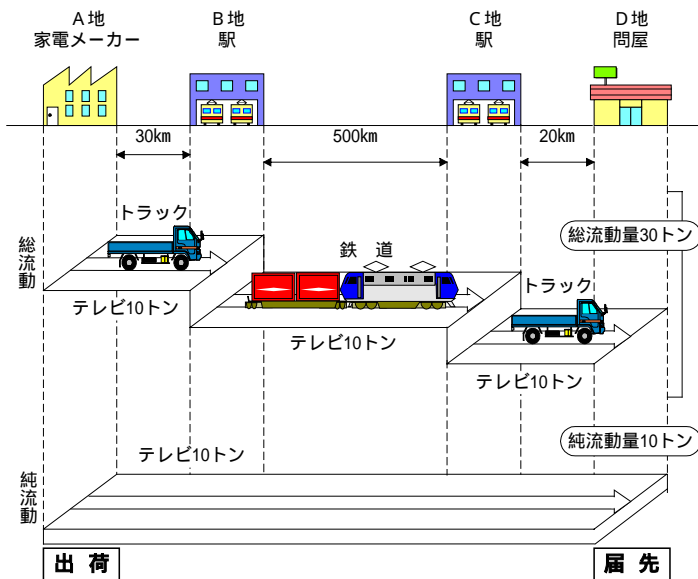 A地
家電メーカー
B地
駅
C地
駅
D地
問屋
30km
500km
20km
総流動
トラック
テレビ10トン
鉄 道
テレビ10トン
トラック
テレビ10トン
総流動量30トン
純流動量10トン
純流動
テレビ10トン
出 荷
届 先